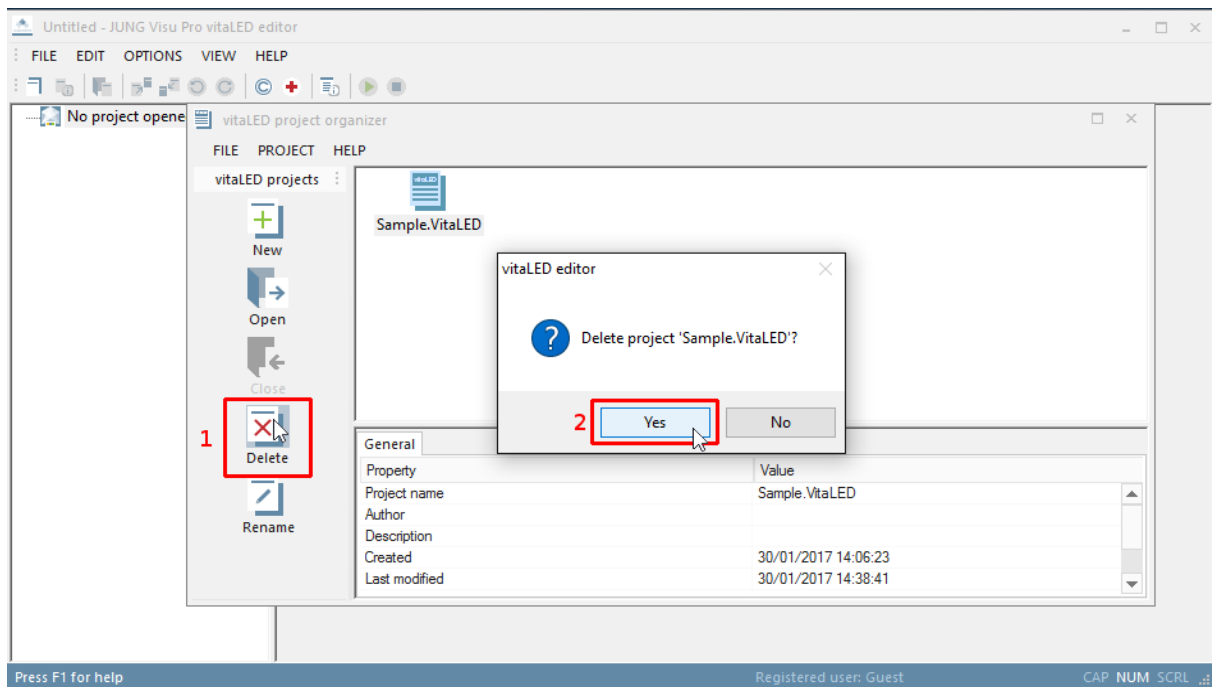 Untitled - JUNG Visu Pro vitaLED editor
FILE EDIT OPTIONS VIEW HELP
No project opene
vitaLED project organizer
FILE PROJECT HELP
vitaLED projects
New
Open
Close
1
Delete
Rename
vitaLED
Sample.VitaLED
vitaLED editor
Delete project 'Sample.VitaLED'?
2 Yes No
General
Property Value
Project name Sample.VitaLED
Author
Description
Created 30/01/2017 14:06:23
Last modified 30/01/2017 14:38:41
Press F1 for help Registered user: Guest CAP NUM SCRL